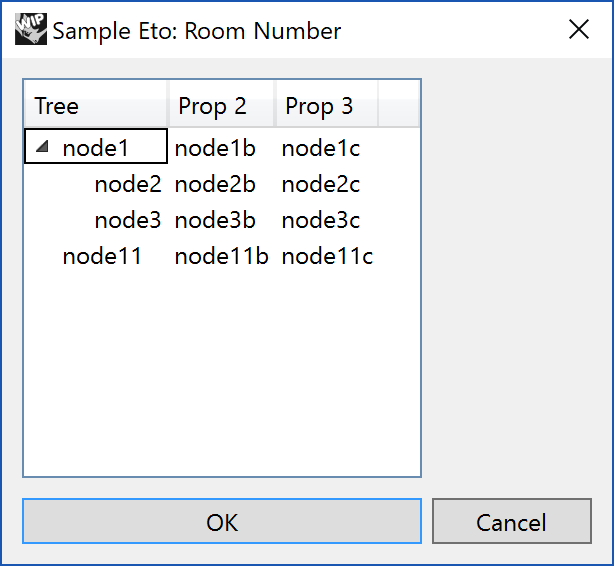 WIP Sample Eto: Room Number
Tree Prop 2 Prop 3
node1 node1b node1c
node2 node2b node2c
node3 node3b node3c
node11 node11b node11c
OK Cancel